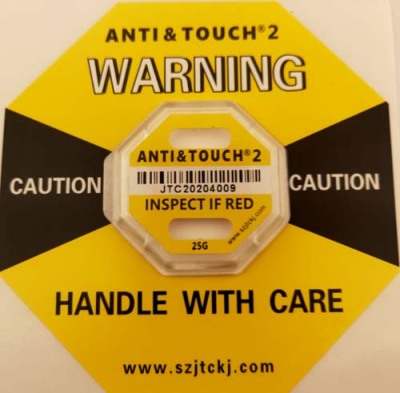 ANTI & TOUCH® 2
WARNING
ANTI&TOUCH® 2
JTC20204009
CAUTION
INSPECT IF RED
CAUTION
www.szjtckj.com
25G
HANDLE WITH CARE
www.szjtckj.com